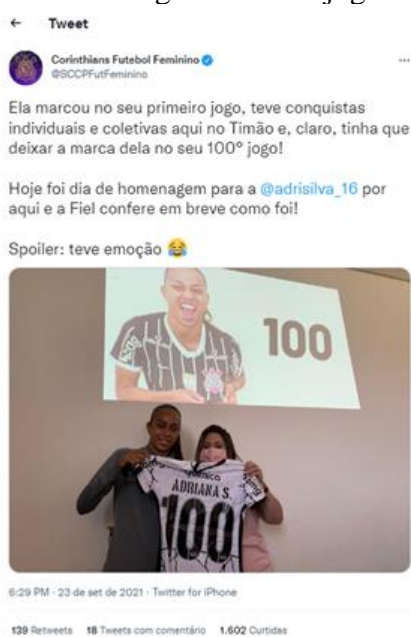 Tweet
Corinthians Futebol Feminino
@SCCPFutFeminino
Ela marcou no seu primeiro jogo, teve conquistas
individuais e coletivas aqui no Timão e, claro, tinha que
deixar a marca dela no seu 100° jogo!
Hoje foi dia de homenagem para a @adrisilva_16 por
aqui e a Fiel confere em breve como foi!
Spoiler: teve emoção 😂
100
ADRIANA S.
100
6:29 PM · 23 de set de 2021 · Twitter for iPhone
139 Retweets 18 Tweets com comentário 1.602 Curtidas